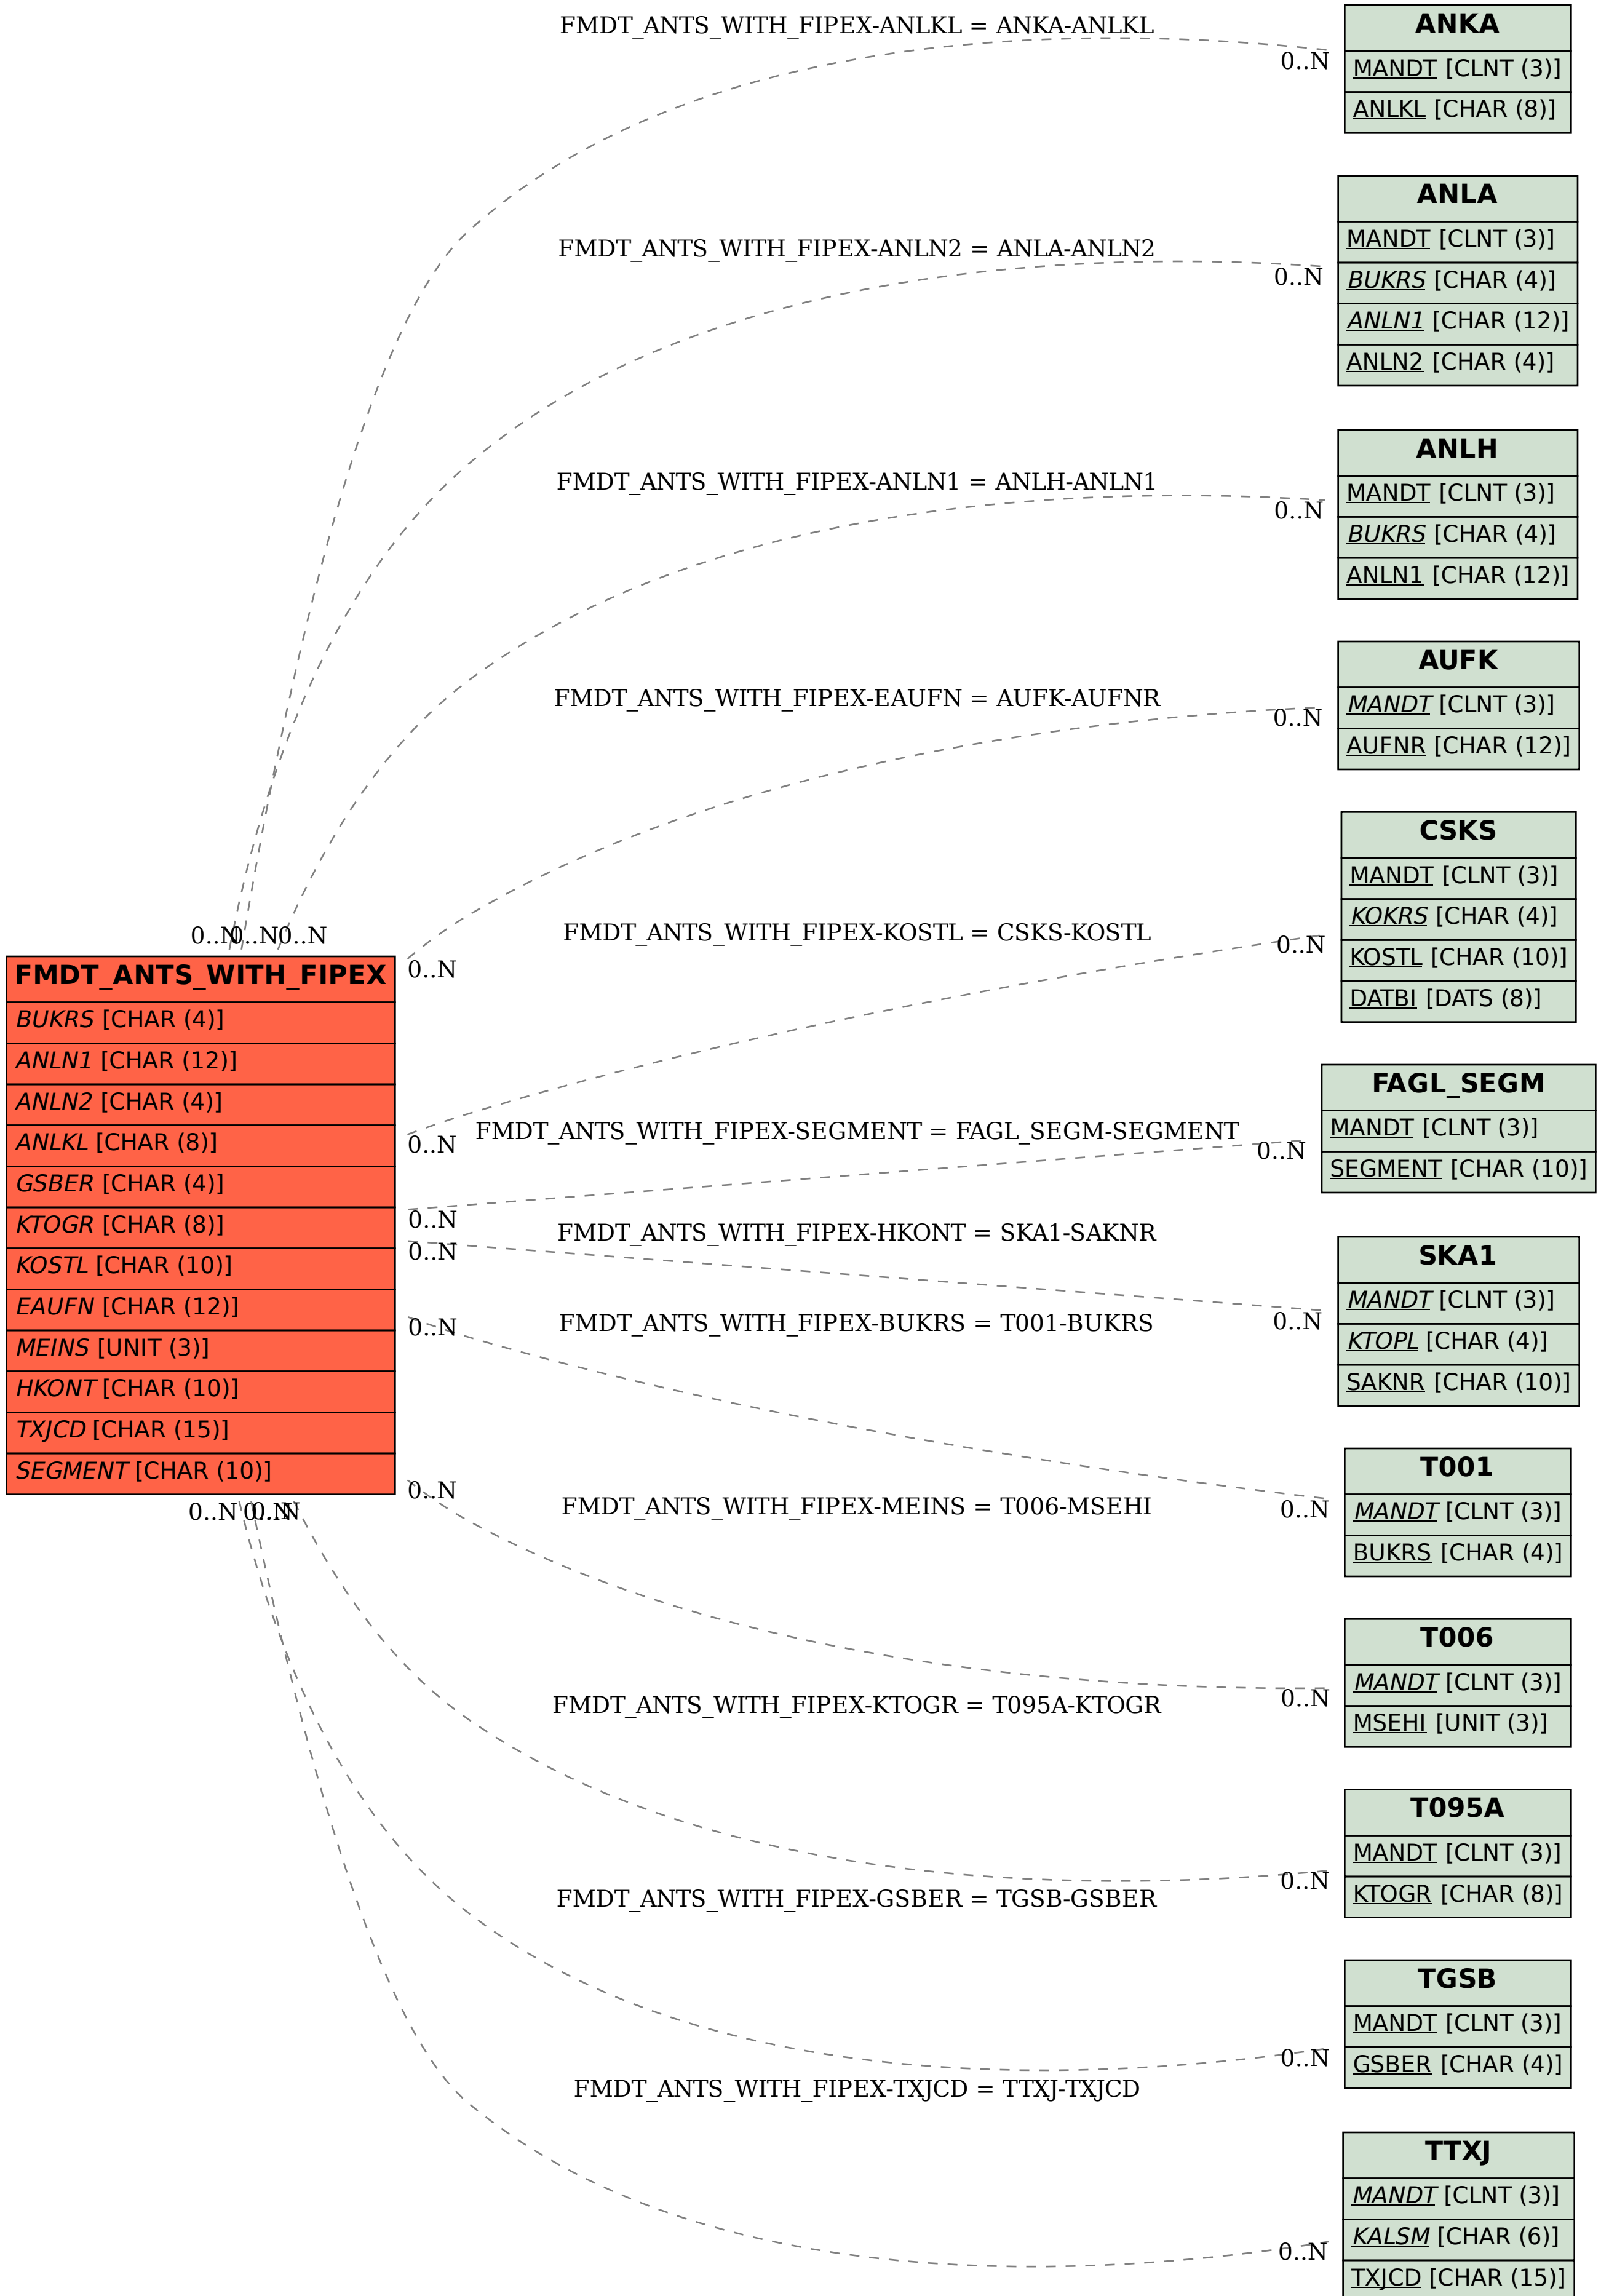 FMDT_ANTS_WITH_FIPEX-ANLKL = ANKA-ANLKL
0..N
ANKA
MANDT [CLNT (3)]
ANLKL [CHAR (8)]
FMDT_ANTS_WITH_FIPEX-ANLN2 = ANLA-ANLN2
0..N
ANLA
MANDT [CLNT (3)]
BUKRS [CHAR (4)]
ANLN1 [CHAR (12)]
ANLN2 [CHAR (4)]
FMDT_ANTS_WITH_FIPEX-ANLN1 = ANLH-ANLN1
0..N
ANLH
MANDT [CLNT (3)]
BUKRS [CHAR (4)]
ANLN1 [CHAR (12)]
FMDT_ANTS_WITH_FIPEX-EAUFN = AUFK-AUFNR
0..N
AUFK
MANDT [CLNT (3)]
AUFNR [CHAR (12)]
FMDT_ANTS_WITH_FIPEX-KOSTL = CSKS-KOSTL
0..N
CSKS
MANDT [CLNT (3)]
KOKRS [CHAR (4)]
KOSTL [CHAR (10)]
DATBI [DATS (8)]
0..N
0..N
0..N
0..N
FMDT_ANTS_WITH_FIPEX
BUKRS [CHAR (4)]
ANLN1 [CHAR (12)]
ANLN2 [CHAR (4)]
ANLKL [CHAR (8)]
GSBER [CHAR (4)]
KTOGR [CHAR (8)]
KOSTL [CHAR (10)]
EAUFN [CHAR (12)]
MEINS [UNIT (3)]
HKONT [CHAR (10)]
TXJCD [CHAR (15)]
SEGMENT [CHAR (10)]
0..N
0..N
0..N
0..N
0..N
0..N
0..N
0..N
FMDT_ANTS_WITH_FIPEX-SEGMENT = FAGL_SEGM-SEGMENT
0..N
FAGL_SEGM
MANDT [CLNT (3)]
SEGMENT [CHAR (10)]
FMDT_ANTS_WITH_FIPEX-HKONT = SKA1-SAKNR
0..N
SKA1
MANDT [CLNT (3)]
KTOPL [CHAR (4)]
SAKNR [CHAR (10)]
FMDT_ANTS_WITH_FIPEX-BUKRS = T001-BUKRS
0..N
T001
MANDT [CLNT (3)]
BUKRS [CHAR (4)]
FMDT_ANTS_WITH_FIPEX-MEINS = T006-MSEHI
0..N
T006
MANDT [CLNT (3)]
MSEHI [UNIT (3)]
FMDT_ANTS_WITH_FIPEX-KTOGR = T095A-KTOGR
0..N
T095A
MANDT [CLNT (3)]
KTOGR [CHAR (8)]
FMDT_ANTS_WITH_FIPEX-GSBER = TGSB-GSBER
0..N
TGSB
MANDT [CLNT (3)]
GSBER [CHAR (4)]
FMDT_ANTS_WITH_FIPEX-TXJCD = TTXJ-TXJCD
0..N
TTXJ
MANDT [CLNT (3)]
KALSM [CHAR (6)]
TXJCD [CHAR (15)]